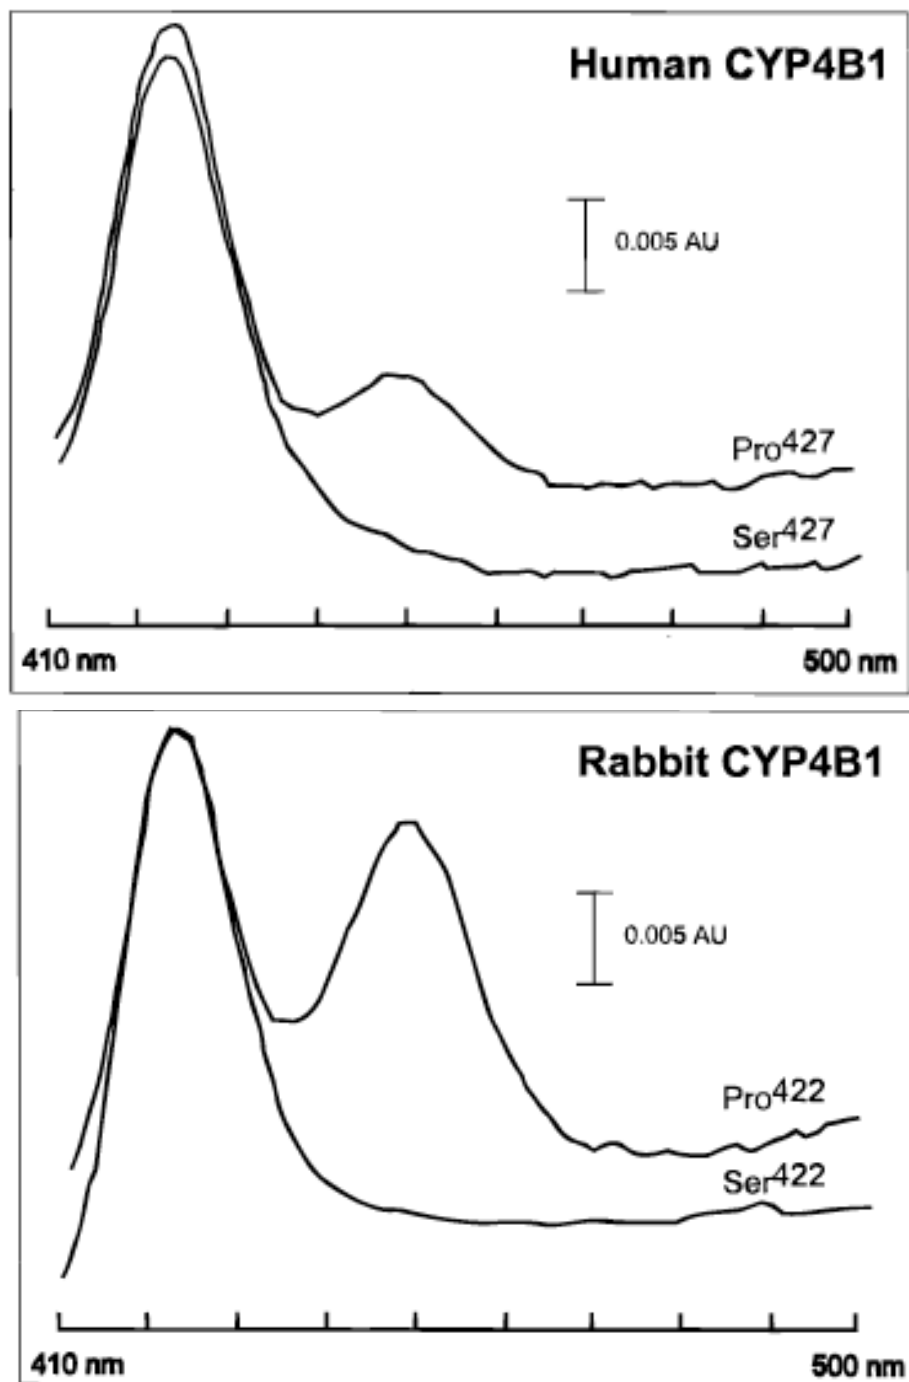 Human CYP4B1
0.005 AU
Pro427
Ser427
410 nm
500 nm
Rabbit CYP4B1
0.005 AU
Pro422
Ser422
410 nm
500 nm